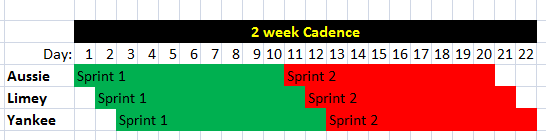 2 week Cadence
Day: 1 2 3 4 5 6 7 8 9 10 11 12 13 14 15 16 17 18 19 20 21 22
Aussie Sprint 1 Sprint 2
Limey Sprint 1 Sprint 2
Yankee Sprint 1 Sprint 2